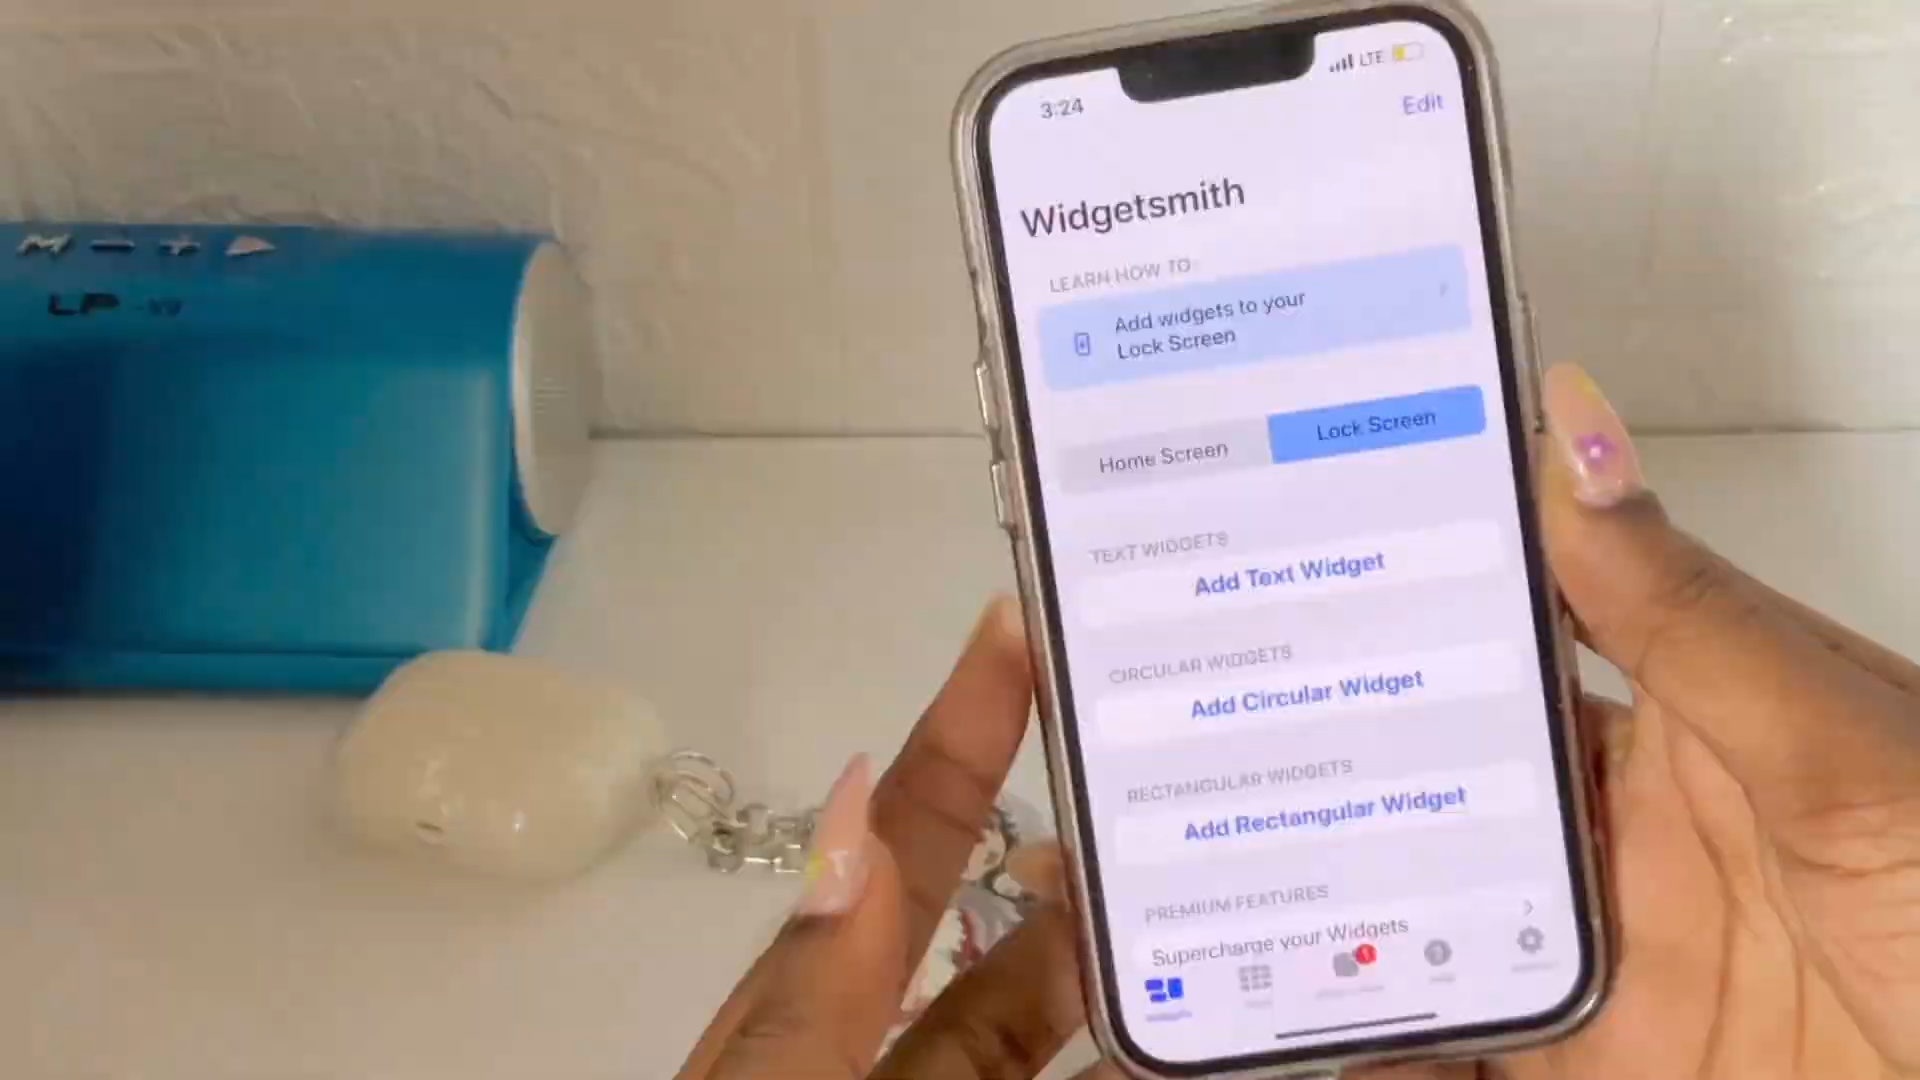 3:24
LTE
Edit
Widgetsmith
LEARN HOW TO
Add widgets to your
Lock Screen
Home Screen
Lock Screen
TEXT WIDGETS
Add Text Widget
CIRCULAR WIDGETS
Add Circular Widget
RECTANGULAR WIDGETS
Add Rectangular Widget
PREMIUM FEATURES
Supercharge your Widgets
Widgets
M - +
LP